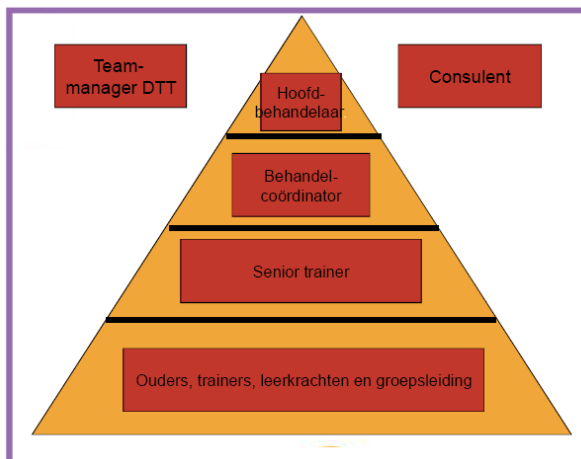 Team-
manager DTT
Consulent
Hoofd-
behandelaar
Behandel-
coördinator
Senior trainer
Ouders, trainers, leerkrachten en groepsleiding